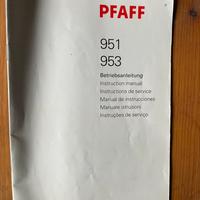 PFAFF
951
953
Betriebsanleitung
Instruction manual
Instructions de service
Manual de instrucciones
Manuale istruzioni
Instruções de serviço